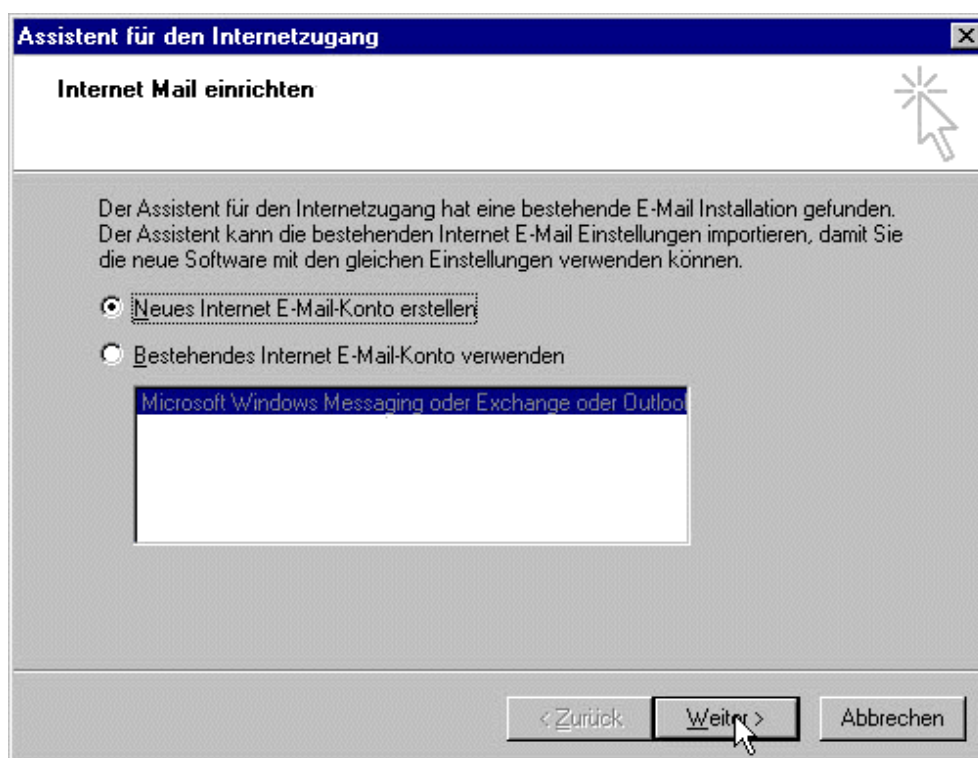 Assistent für den Internetzugang
Internet Mail einrichten
Der Assistent für den Internetzugang hat eine bestehende E-Mail Installation gefunden.
Der Assistent kann die bestehenden Internet E-Mail Einstellungen importieren, damit Sie
die neue Software mit den gleichen Einstellungen verwenden können.
Neues Internet E-Mail-Konto erstellen
Bestehendes Internet E-Mail-Konto verwenden
Microsoft Windows Messaging oder Exchange oder Outlool
< Zurück
Weiter >
Abbrechen